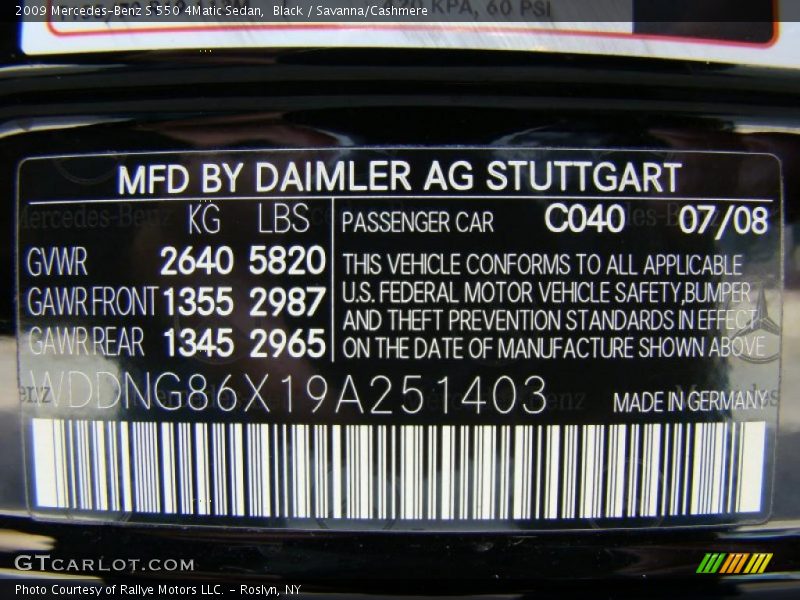 2009 Mercedes-Benz S 550 4Matic Sedan, Black / Savanna/Cashmere
KPA, 60 PSI
MFD BY DAIMLER AG STUTTGART
KG LBS
PASSENGER CAR C040 07/08
GVWR 2640 5820
GAWR FRONT 1355 2987
GAWR REAR 1345 2965
THIS VEHICLE CONFORMS TO ALL APPLICABLE
U.S. FEDERAL MOTOR VEHICLE SAFETY, BUMPER
AND THEFT PREVENTION STANDARDS IN EFFECT
ON THE DATE OF MANUFACTURE SHOWN ABOVE
WDDNG86X19A251403 MADE IN GERMANY
GTCARLOT.COM
Photo Courtesy of Rallye Motors LLC. - Roslyn, NY